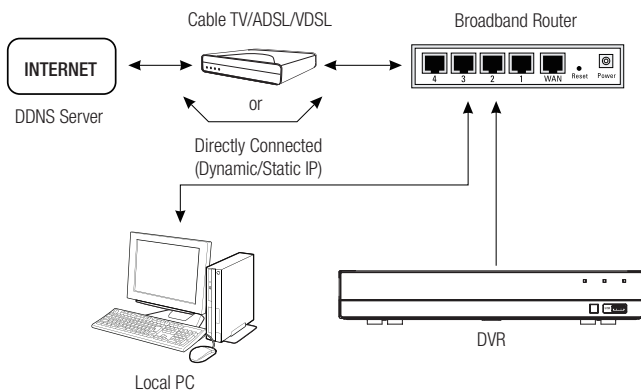 Cable TV/ADSL/VDSL
Broadband Router
INTERNET
DDNS Server
or
Directly Connected
(Dynamic/Static IP)
4 3 2 1 WAN Reset Power
Local PC
DVR